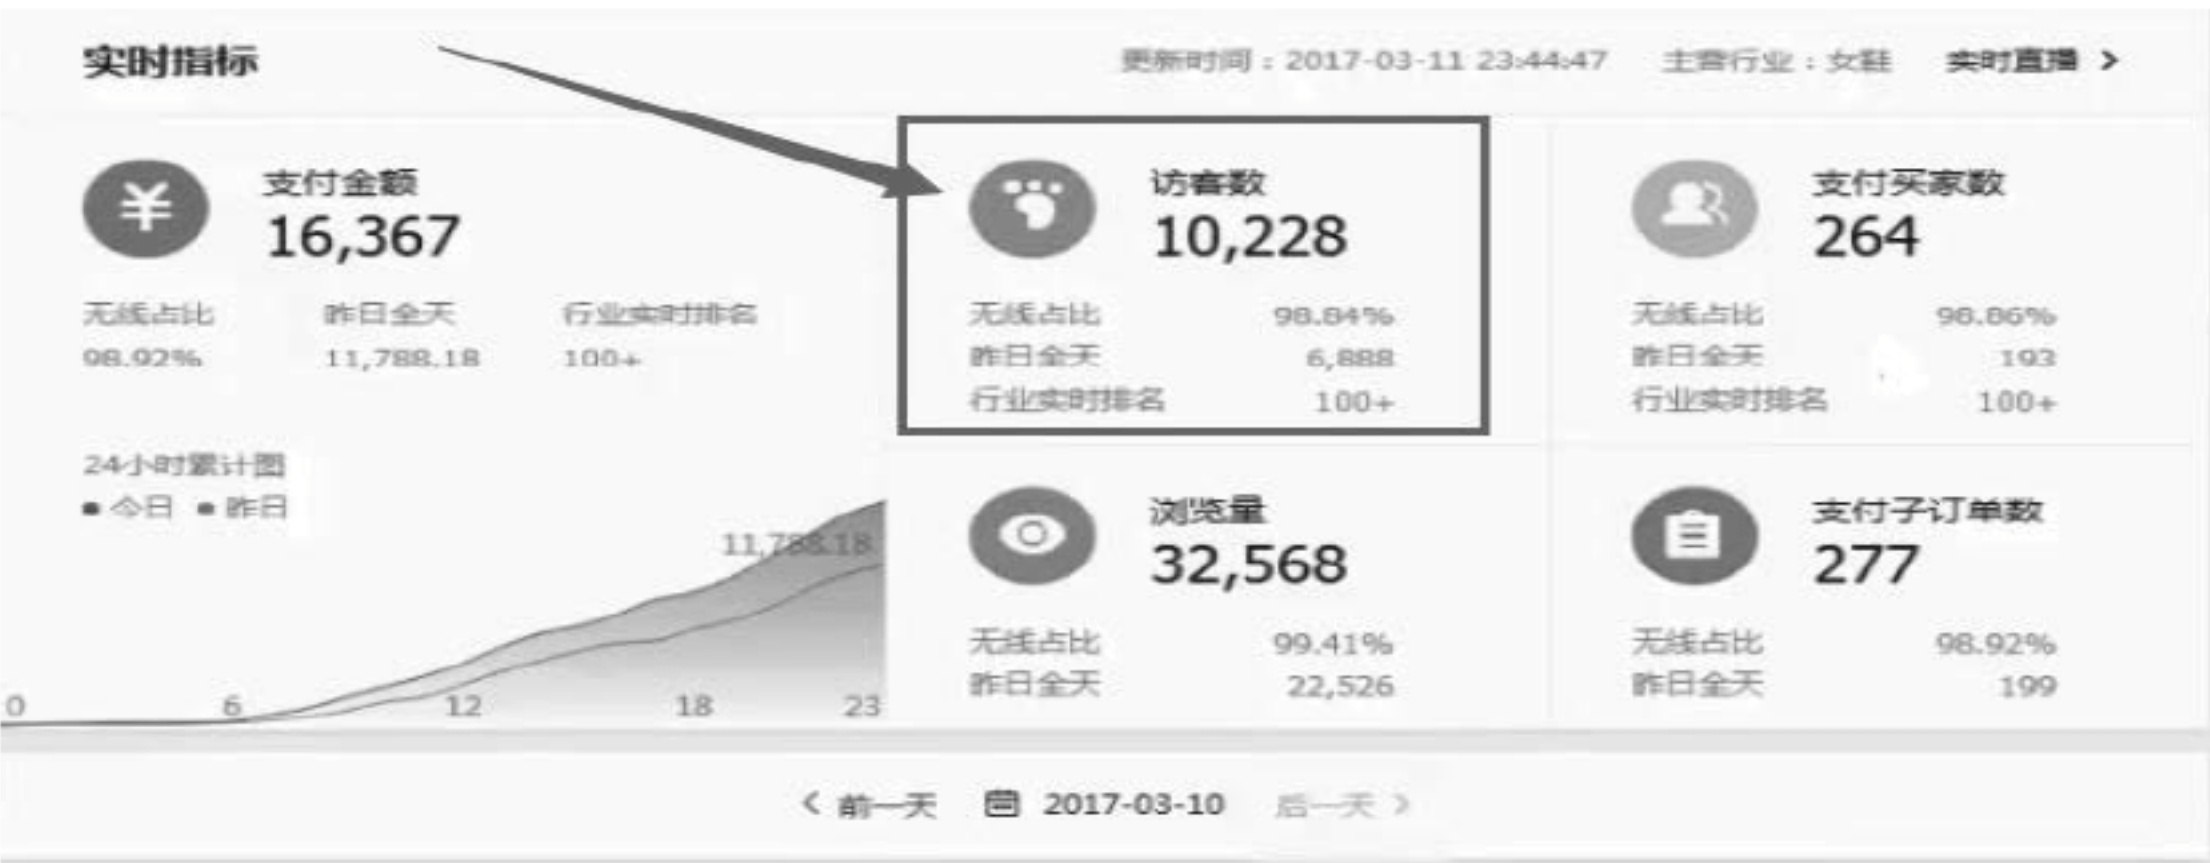 实时指标
更新时间：2017-03-11 23:44:47 主营行业：女鞋 实时直播 >
支付金额
16,367
无线占比 昨日全天 行业实时排名
98.92% 11,788.18 100+
24小时累计图
● 今日 ● 昨日
11,788.18
0 6 12 18 23
访客数
10,228
无线占比 98.84%
昨日全天 6,888
行业实时排名 100+
支付买家数
264
无线占比 98.86%
昨日全天 193
行业实时排名 100+
浏览量
32,568
无线占比 99.41%
昨日全天 22,526
支付子订单数
277
无线占比 98.92%
昨日全天 199
< 前一天 2017-03-10 后一天 >